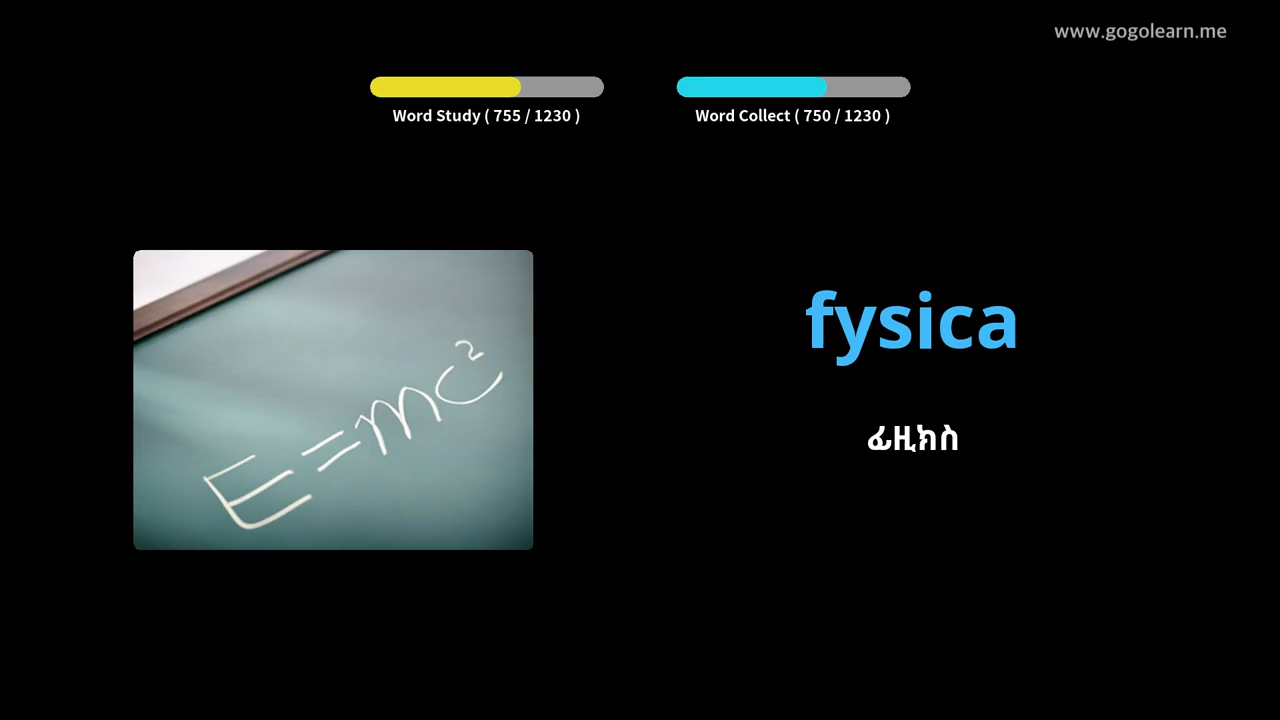 www.gogolearn.me
Word Study ( 755 / 1230 )
Word Collect ( 750 / 1230 )
E=mc²
fysica
ፊዚክስ